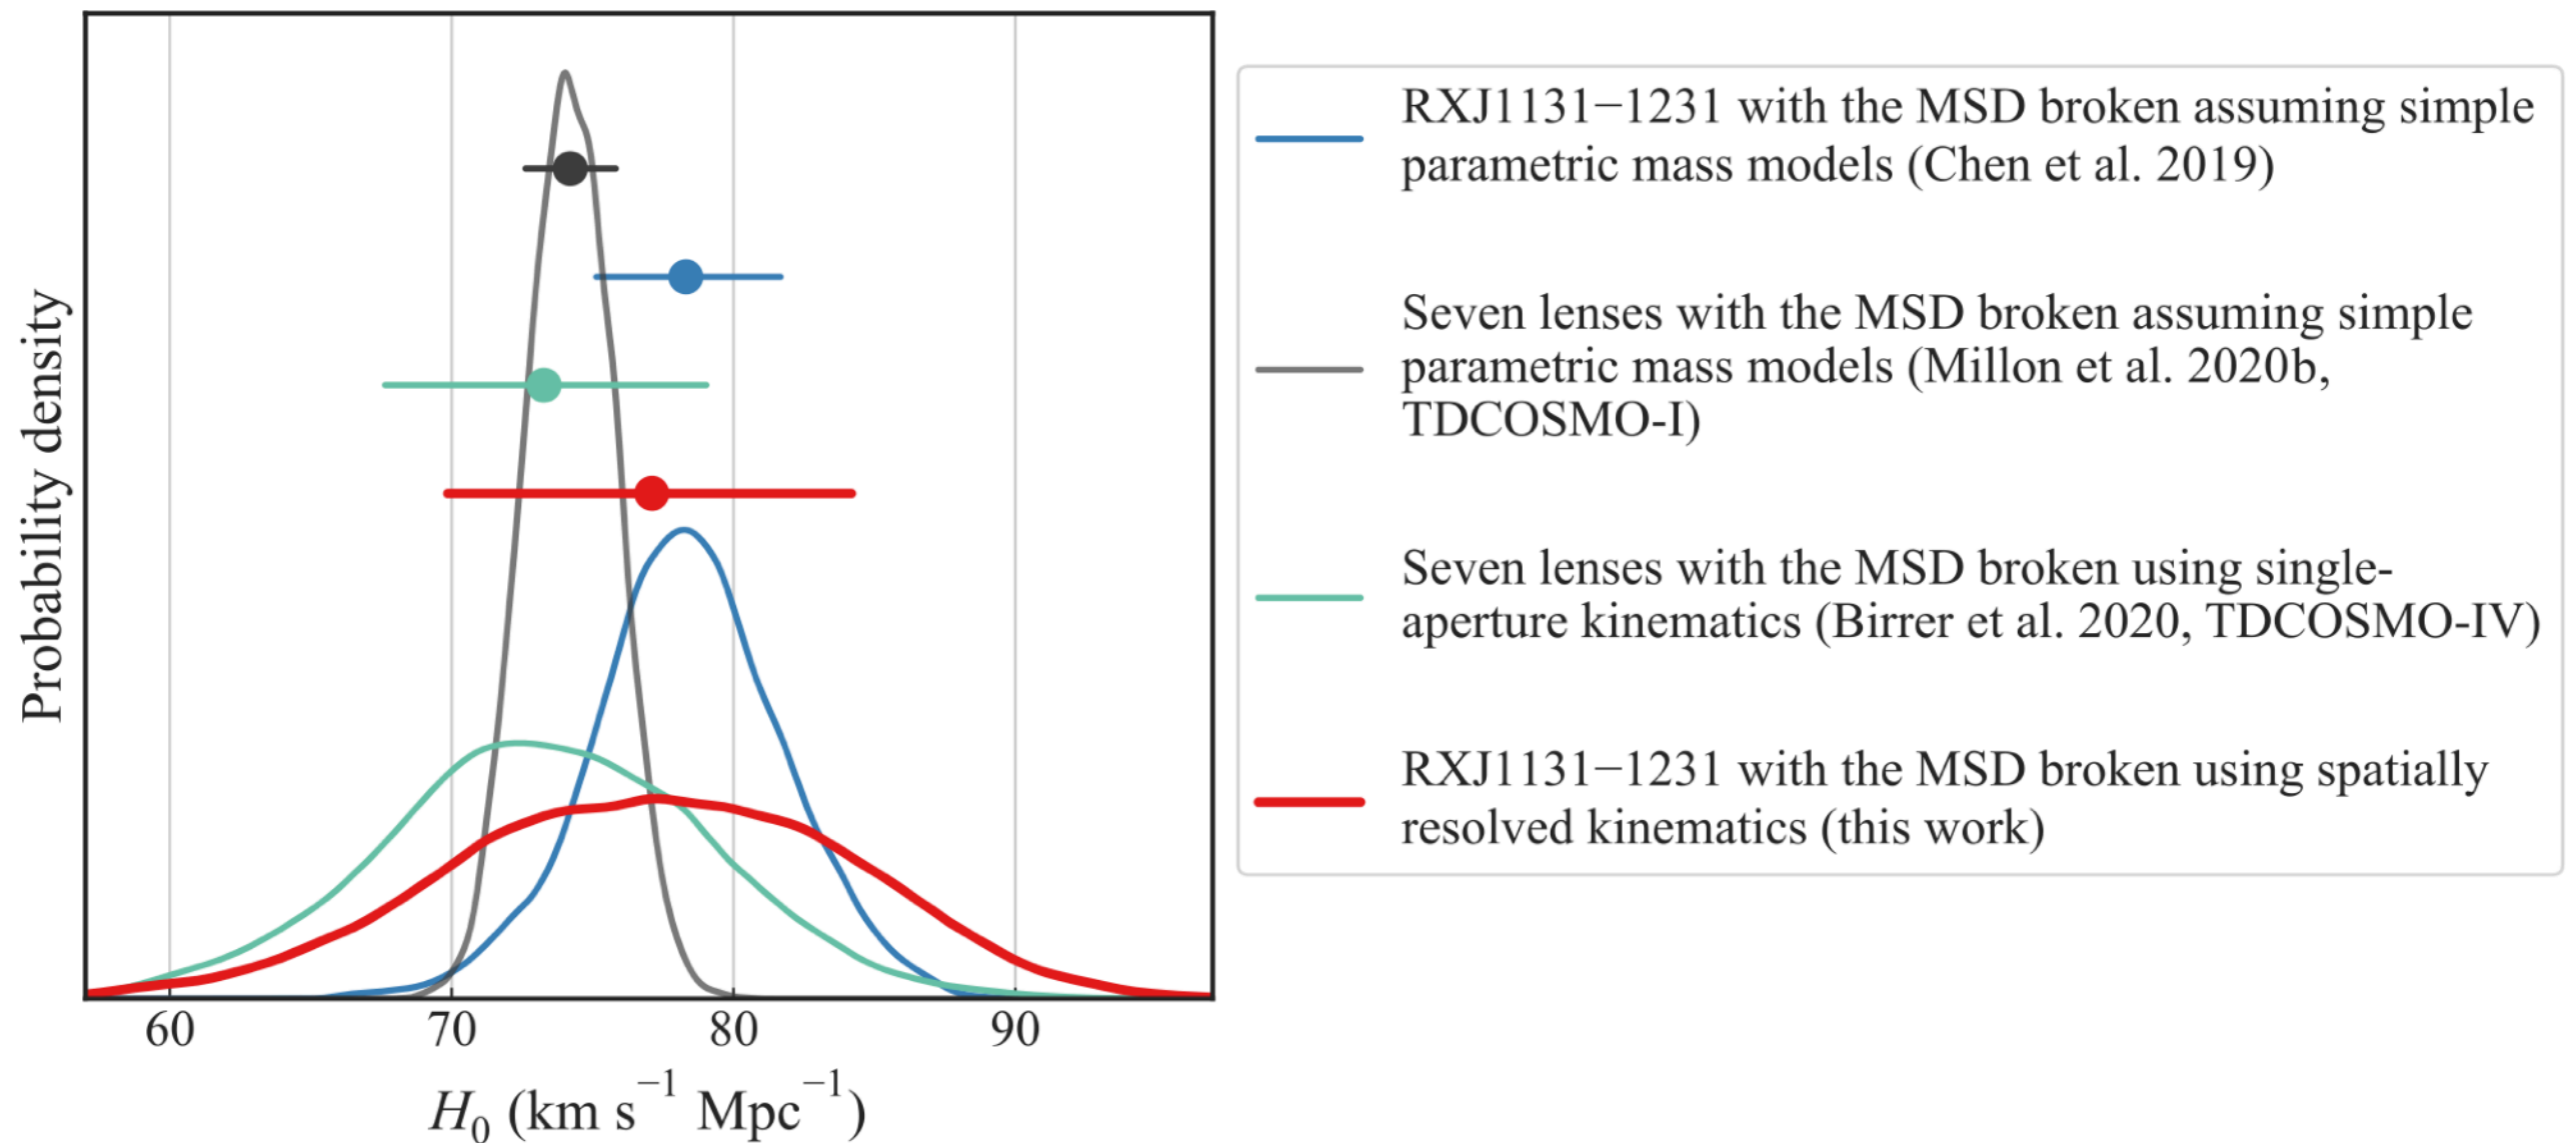 Probability density
60 70 80 90
H₀ (km s⁻¹ Mpc⁻¹)
RXJ1131−1231 with the MSD broken assuming simple
parametric mass models (Chen et al. 2019)
Seven lenses with the MSD broken assuming simple
parametric mass models (Millon et al. 2020b,
TDCOSMO-I)
Seven lenses with the MSD broken using single-
aperture kinematics (Birrer et al. 2020, TDCOSMO-IV)
RXJ1131−1231 with the MSD broken using spatially
resolved kinematics (this work)